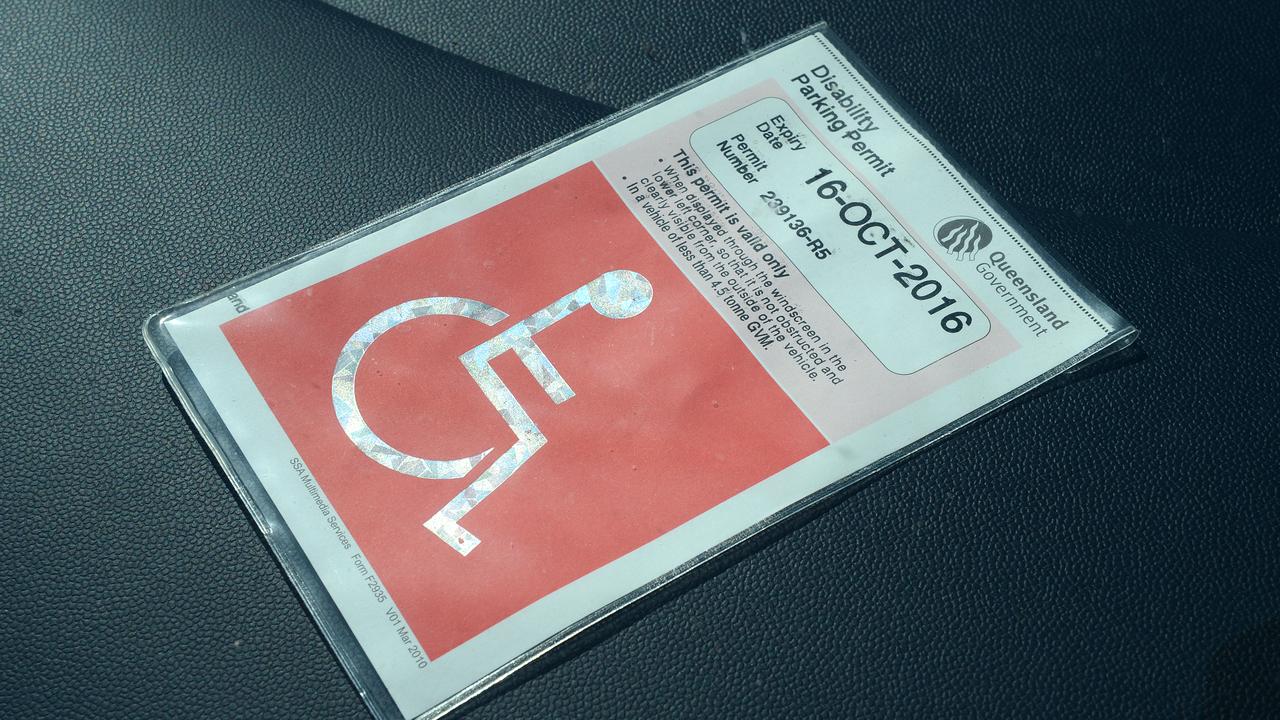 Disability
Parking Permit
Queensland
Government
Expiry
Date
16-OCT-2016
Permit
Number
239136-R5
This permit is valid only
• When displayed through the windscreen in the
lower left corner, so that it is not obstructed and
clearly visible from the outside of the vehicle.
• In a vehicle of less than 4.5 tonne GVM.
SSA Multimedia Services Form F2935 V01 Mar 2010